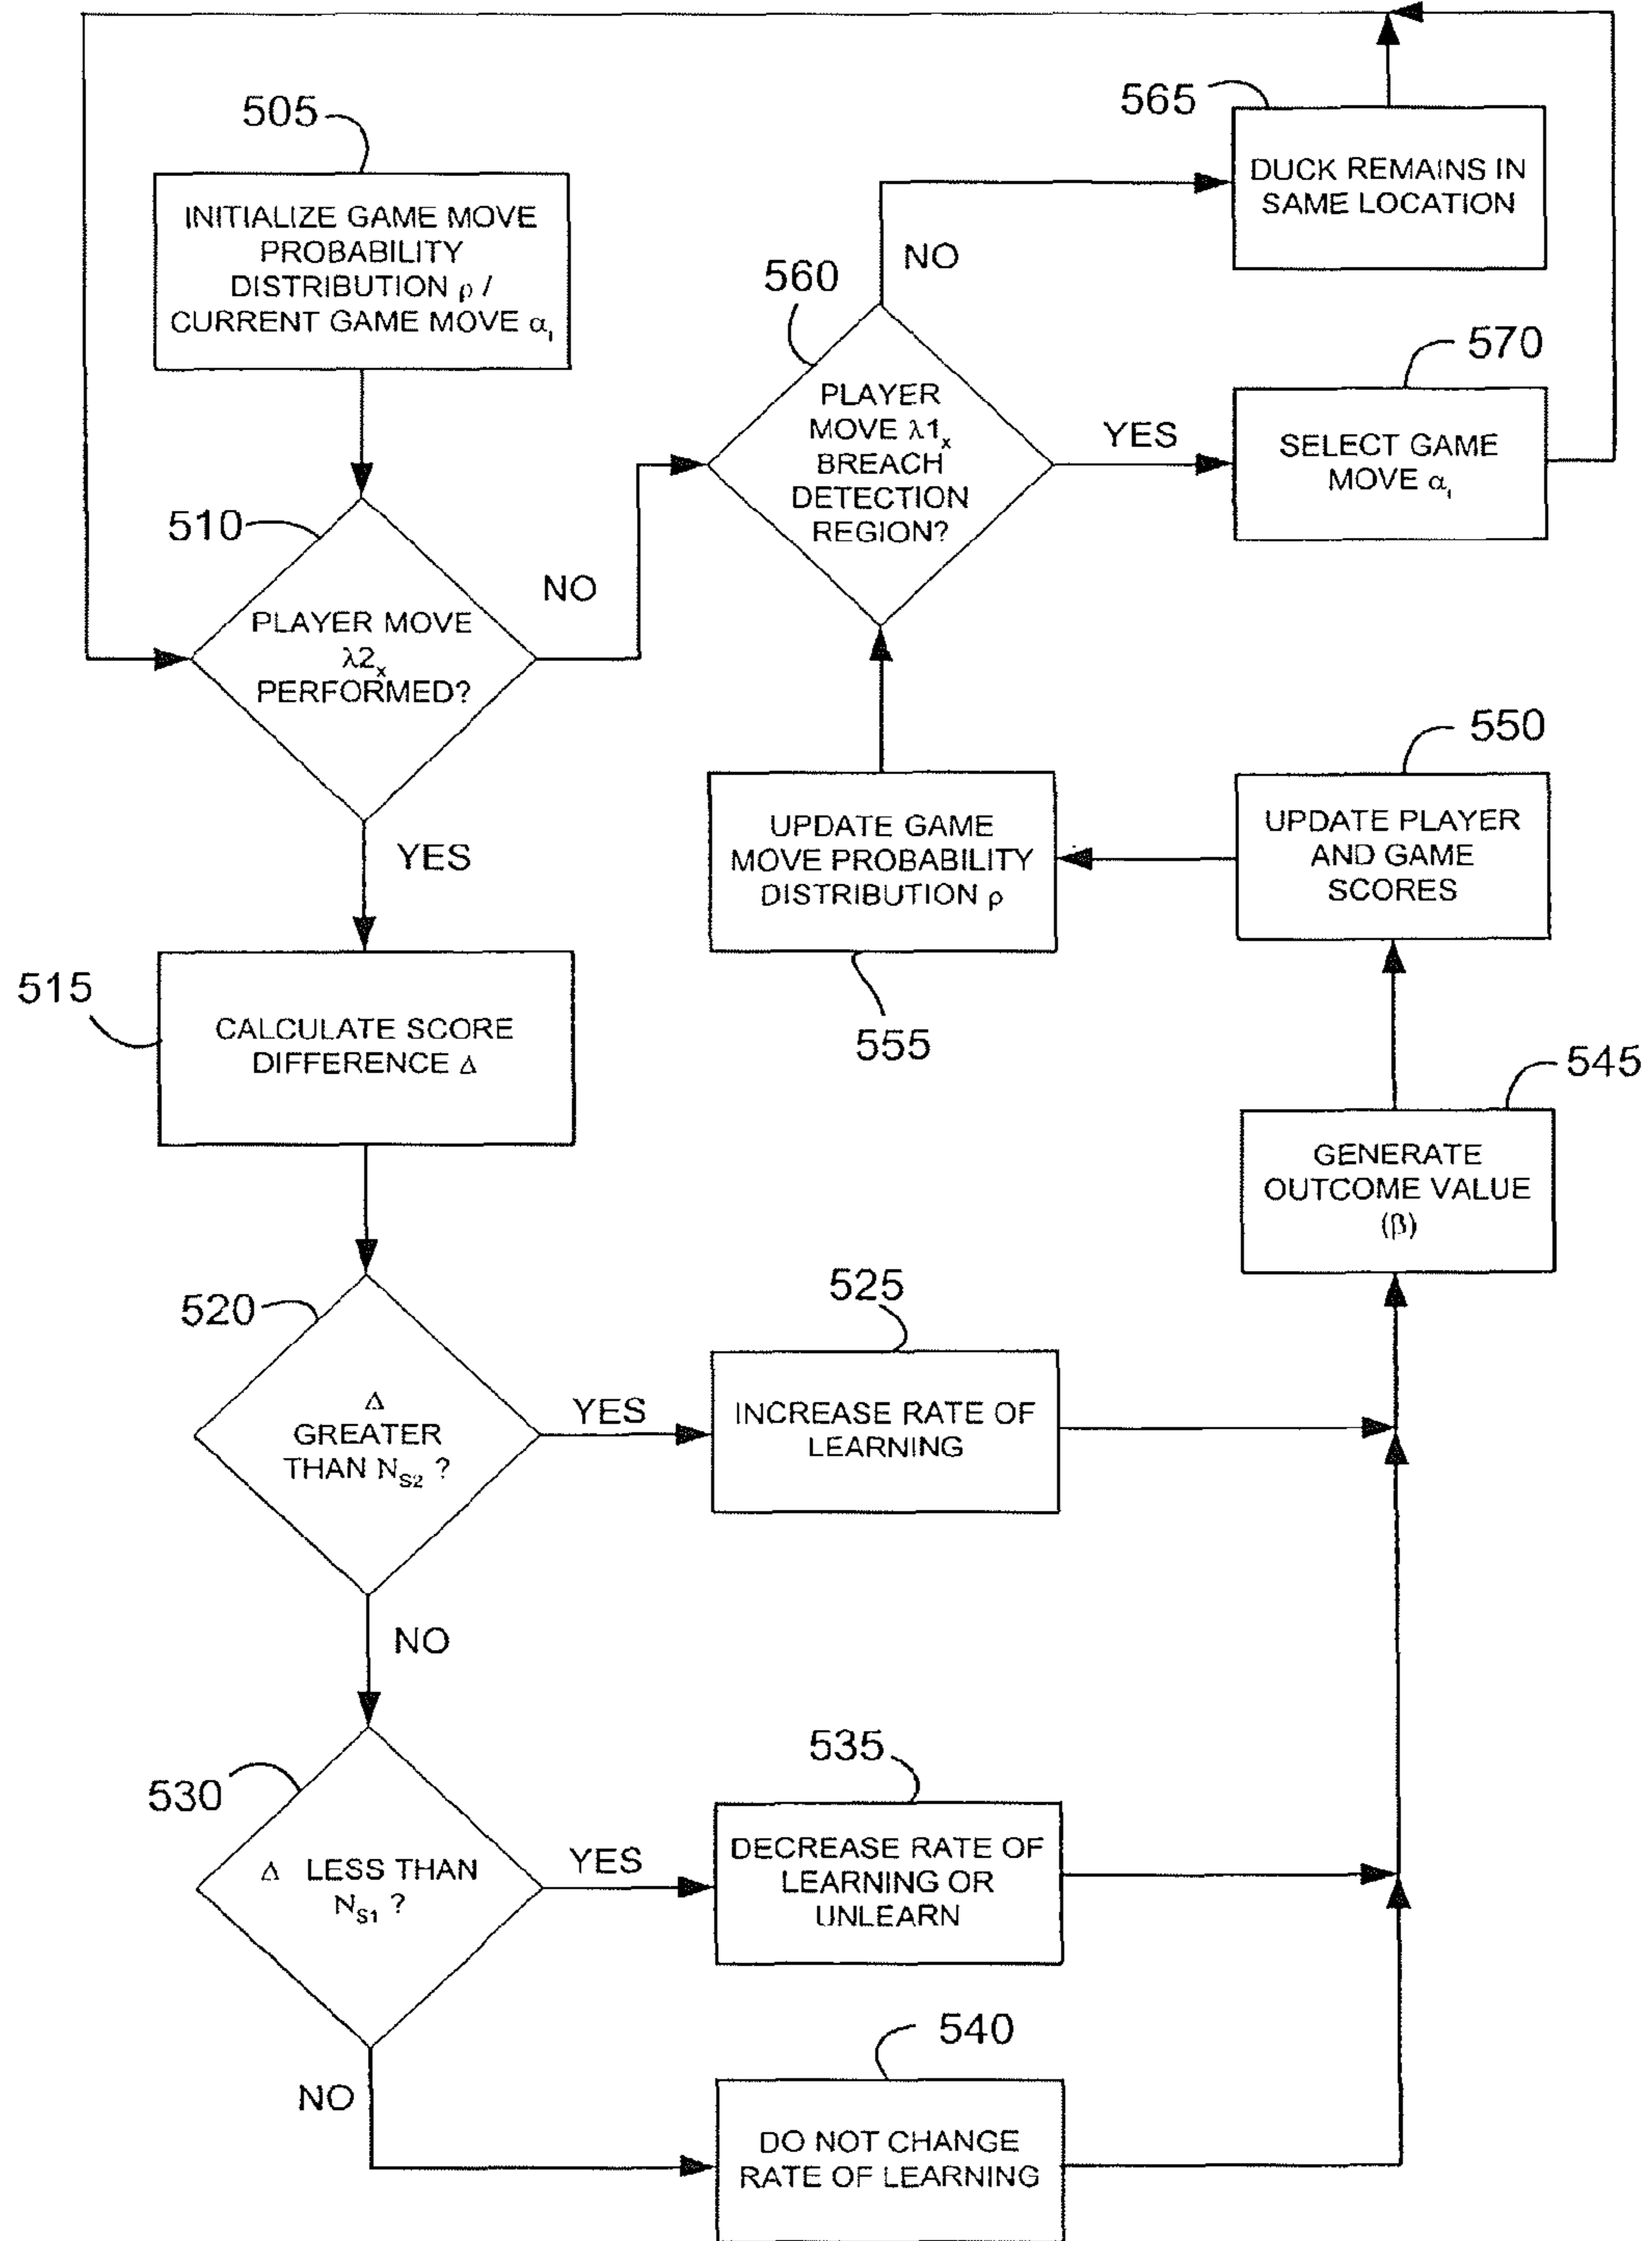 505
INITIALIZE GAME MOVE
PROBABILITY
DISTRIBUTION ρ /
CURRENT GAME MOVE αᵢ
510
PLAYER MOVE
λ2ₓ
PERFORMED?
NO
YES
515
CALCULATE SCORE
DIFFERENCE Δ
520
Δ
GREATER
THAN N_S2 ?
YES
525
INCREASE RATE OF
LEARNING
NO
530
Δ LESS THAN
N_S1 ?
YES
535
DECREASE RATE OF
LEARNING OR
UNLEARN
NO
540
DO NOT CHANGE
RATE OF LEARNING
545
GENERATE
OUTCOME VALUE
(β)
550
UPDATE PLAYER
AND GAME
SCORES
UPDATE GAME
MOVE PROBABILITY
DISTRIBUTION ρ
555
560
PLAYER
MOVE λ1ₓ
BREACH
DETECTION
REGION?
NO
565
DUCK REMAINS IN
SAME LOCATION
YES
570
SELECT GAME
MOVE αᵢ